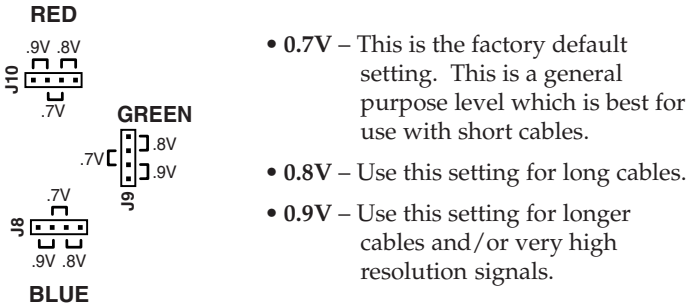 RED
.9V .8V
J10
.7V
GREEN
.8V
.7V
.9V
J9
.7V
J8
.9V .8V
BLUE
• 0.7V – This is the factory default
setting. This is a general
purpose level which is best for
use with short cables.
• 0.8V – Use this setting for long cables.
• 0.9V – Use this setting for longer
cables and/or very high
resolution signals.